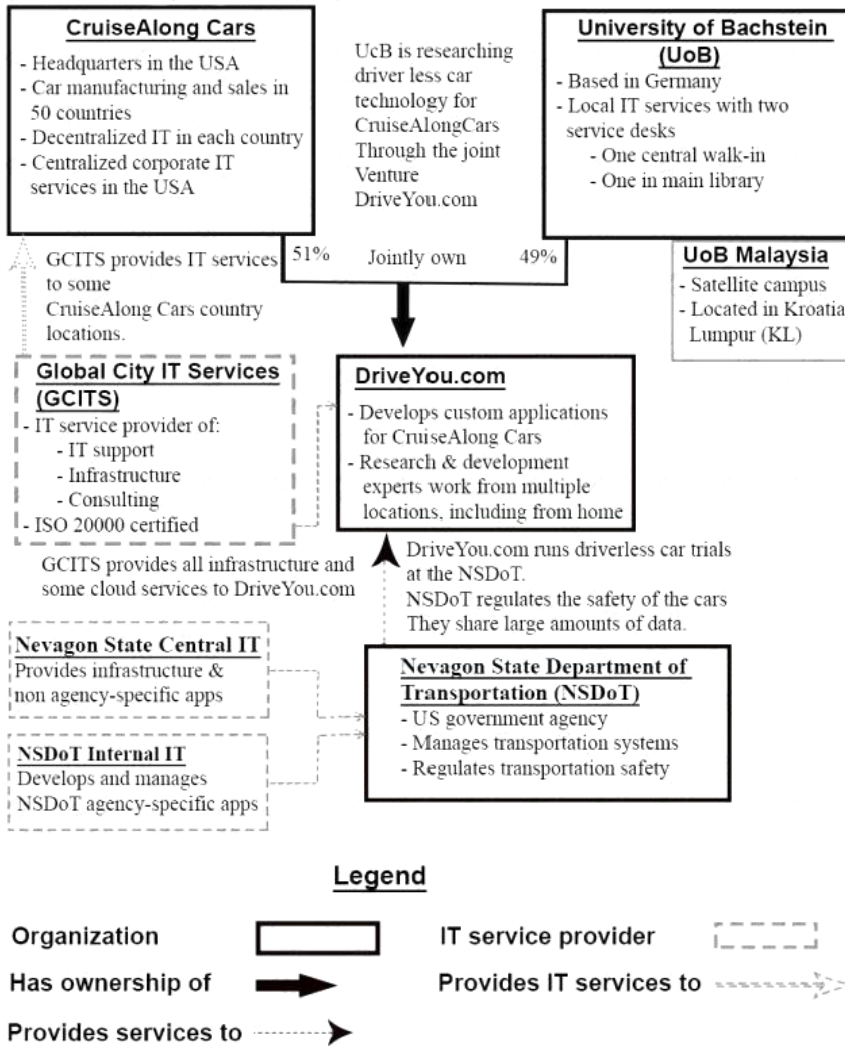 CruiseAlong Cars
- Headquarters in the USA
- Car manufacturing and sales in
50 countries
- Decentralized IT in each country
- Centralized corporate IT
services in the USA
UcB is researching
driver less car
technology for
CruiseAlongCars
Through the joint
Venture
DriveYou.com
University of Bachstein
(UoB)
- Based in Germany
- Local IT services with two
service desks
- One central walk-in
- One in main library
51% Jointly own 49%
UoB Malaysia
- Satellite campus
- Located in Kroatia
Lumpur (KL)
GCITS provides IT services
to some
CruiseAlong Cars country
locations.
Global City IT Services
(GCITS)
- IT service provider of:
- IT support
- Infrastructure
- Consulting
- ISO 20000 certified
DriveYou.com
- Develops custom applications
for CruiseAlong Cars
- Research & development
experts work from multiple
locations, including from home
GCITS provides all infrastructure and
some cloud services to DriveYou.com
DriveYou.com runs driverless car trials
at the NSDoT.
NSDoT regulates the safety of the cars
They share large amounts of data.
Nevagon State Central IT
Provides infrastructure &
non agency-specific apps
NSDoT Internal IT
Develops and manages
NSDoT agency-specific apps
Nevagon State Department of
Transportation (NSDoT)
- US government agency
- Manages transportation systems
- Regulates transportation safety
Legend
Organization
IT service provider
Has ownership of
Provides IT services to
Provides services to